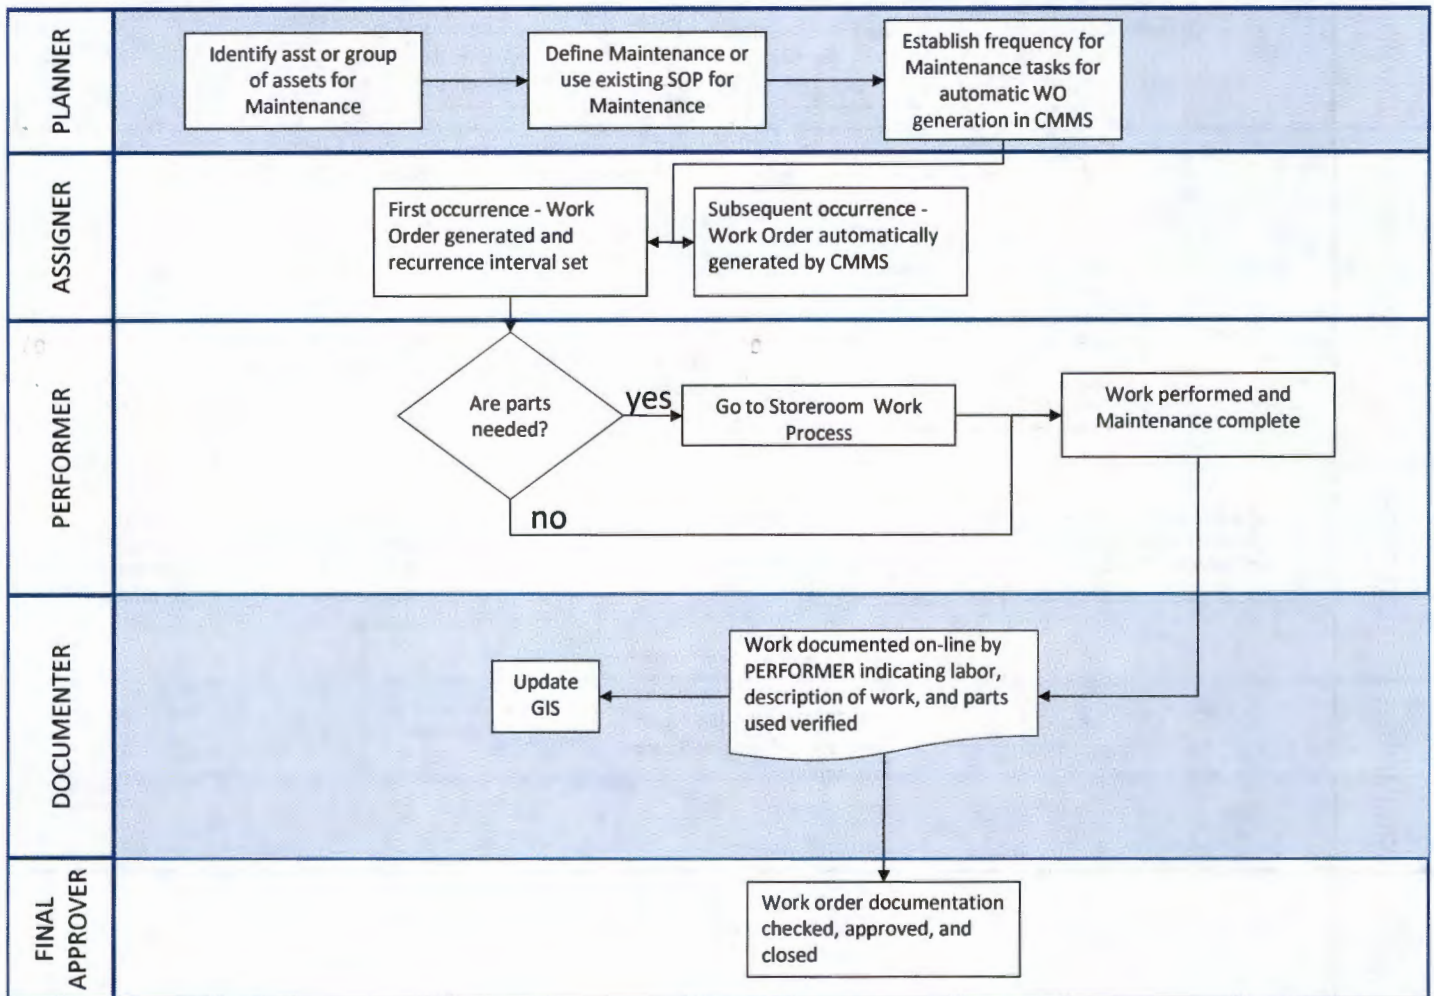 PLANNER
Identify asst or group
of assets for
Maintenance
Define Maintenance or
use existing SOP for
Maintenance
Establish frequency for
Maintenance tasks for
automatic WO
generation in CMMS
ASSIGNER
First occurrence - Work
Order generated and
recurrence interval set
Subsequent occurrence -
Work Order automatically
generated by CMMS
PERFORMER
Are parts
needed?
yes
no
Go to Storeroom Work
Process
Work performed and
Maintenance complete
DOCUMENTER
Update
GIS
Work documented on-line by
PERFORMER indicating labor,
description of work, and parts
used verified
FINAL
APPROVER
Work order documentation
checked, approved, and
closed